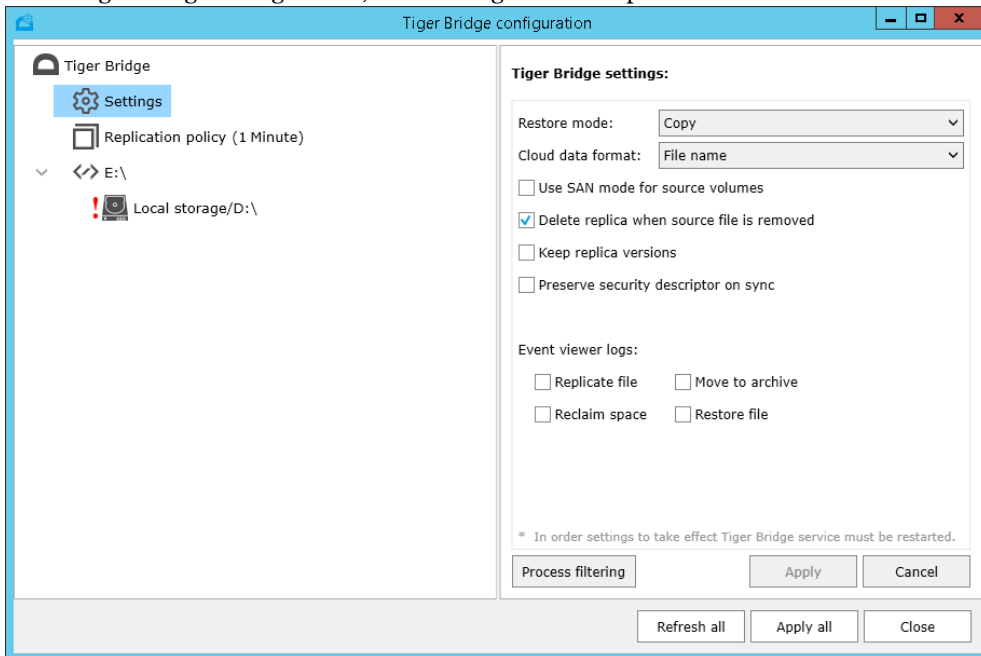 Tiger Bridge configuration
Tiger Bridge
Settings
Replication policy (1 Minute)
E:\
Local storage/D:\
Tiger Bridge settings:
Restore mode: Copy
Cloud data format: File name
Use SAN mode for source volumes
Delete replica when source file is removed
Keep replica versions
Preserve security descriptor on sync
Event viewer logs:
Replicate file Move to archive
Reclaim space Restore file
* In order settings to take effect Tiger Bridge service must be restarted.
Process filtering Apply Cancel
Refresh all Apply all Close